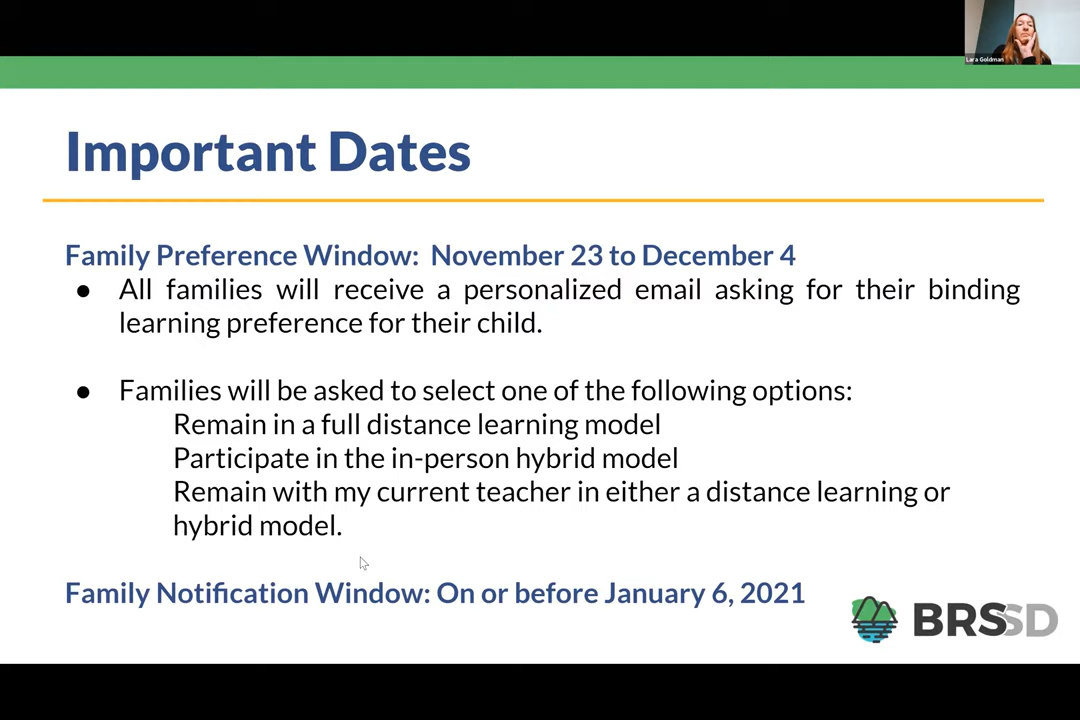 Lara Goldman
Important Dates
Family Preference Window: November 23 to December 4
● All families will receive a personalized email asking for their binding
learning preference for their child.
● Families will be asked to select one of the following options:
Remain in a full distance learning model
Participate in the in-person hybrid model
Remain with my current teacher in either a distance learning or
hybrid model.
Family Notification Window: On or before January 6, 2021
BRSSD